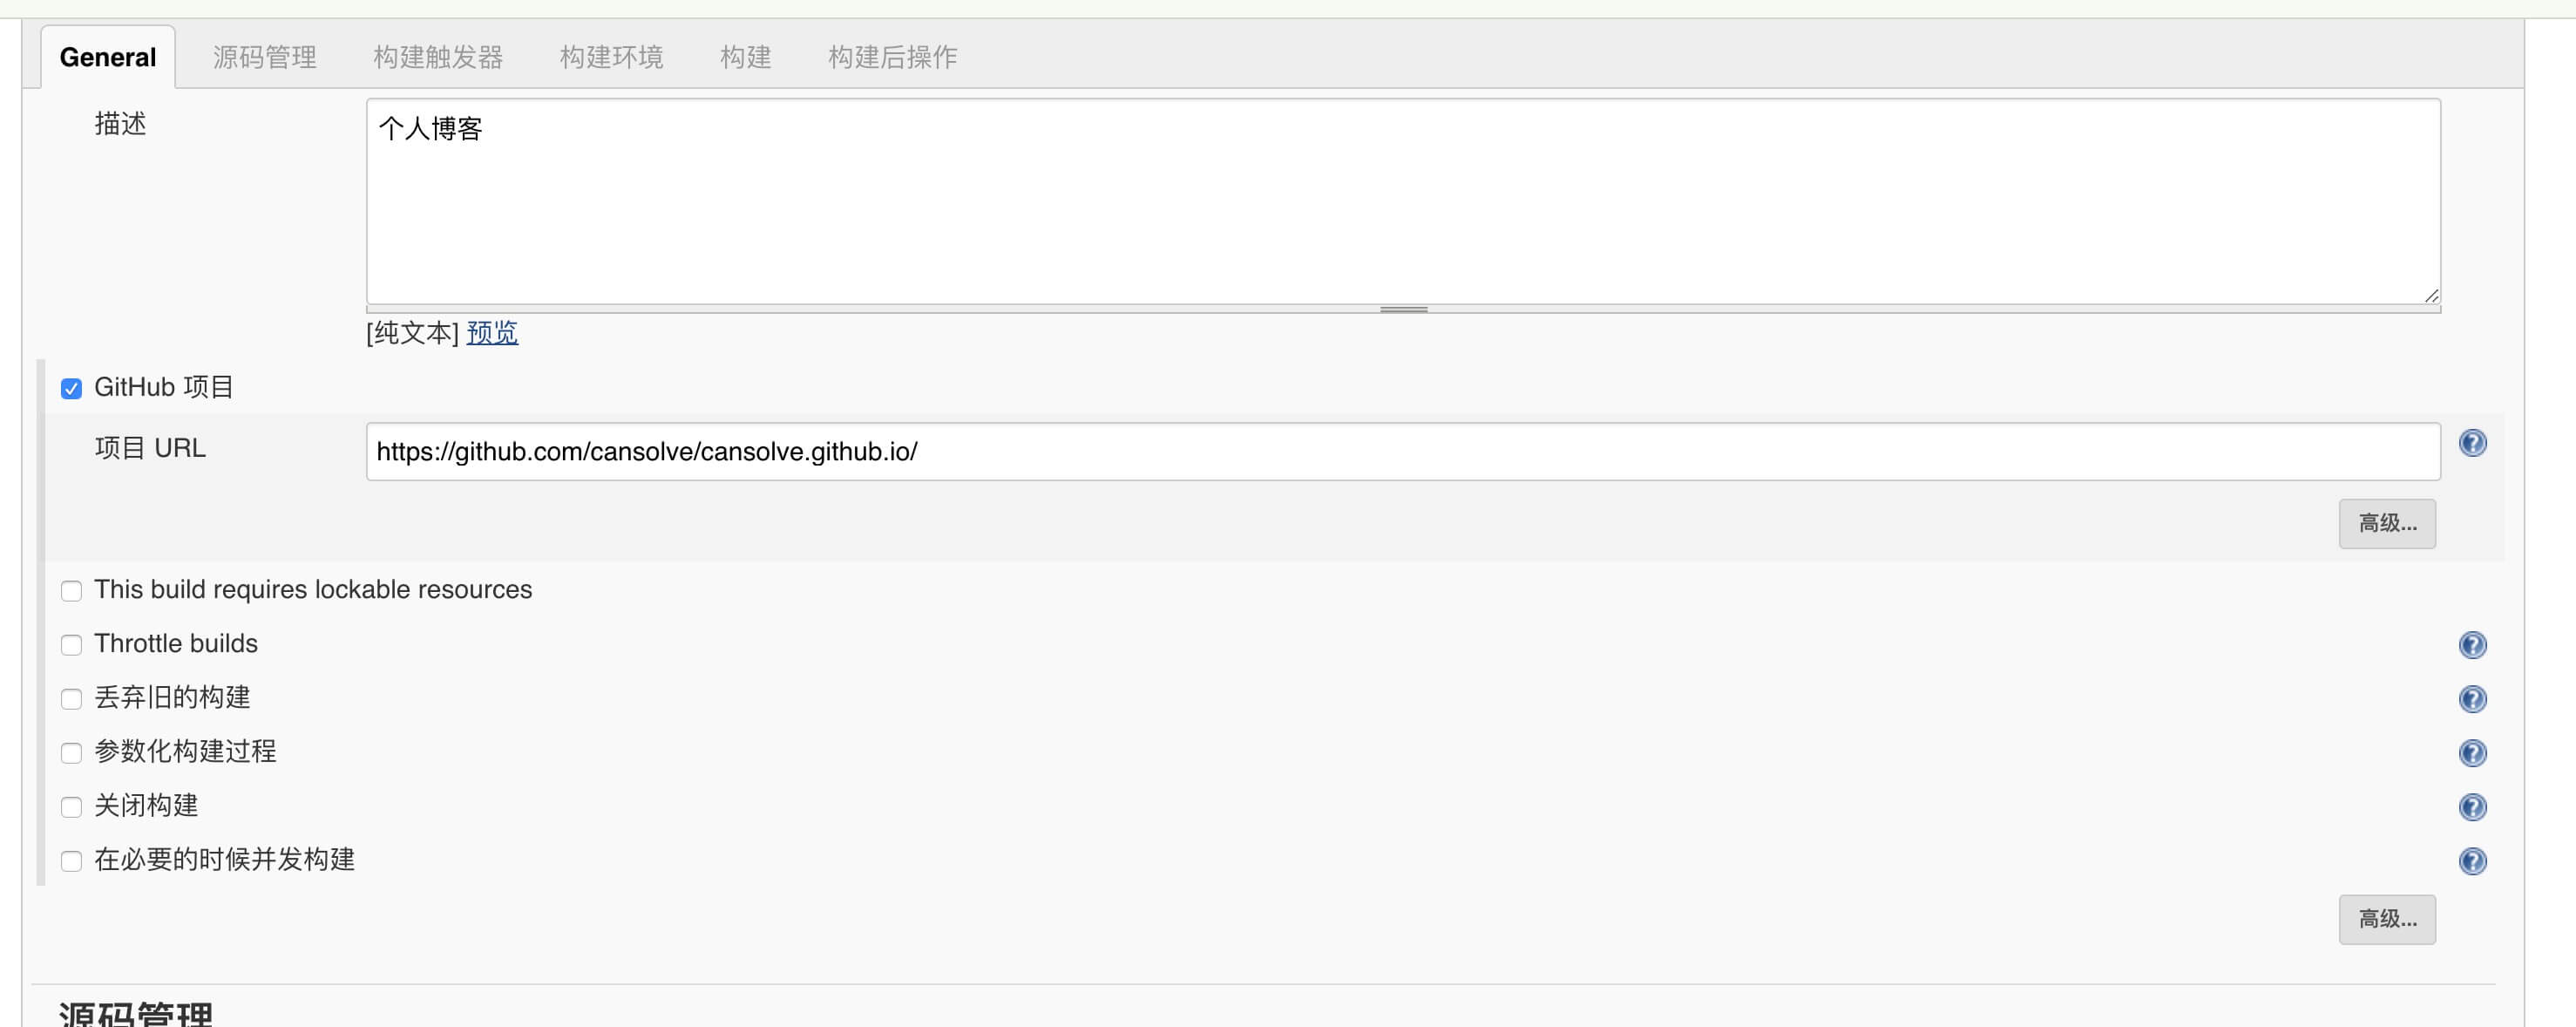 General 源码管理 构建触发器 构建环境 构建 构建后操作
描述
个人博客
[纯文本] 预览
GitHub 项目
项目 URL
https://github.com/cansolve/cansolve.github.io/
高级...
This build requires lockable resources
Throttle builds
丢弃旧的构建
参数化构建过程
关闭构建
在必要的时候并发构建
高级...
源码管理